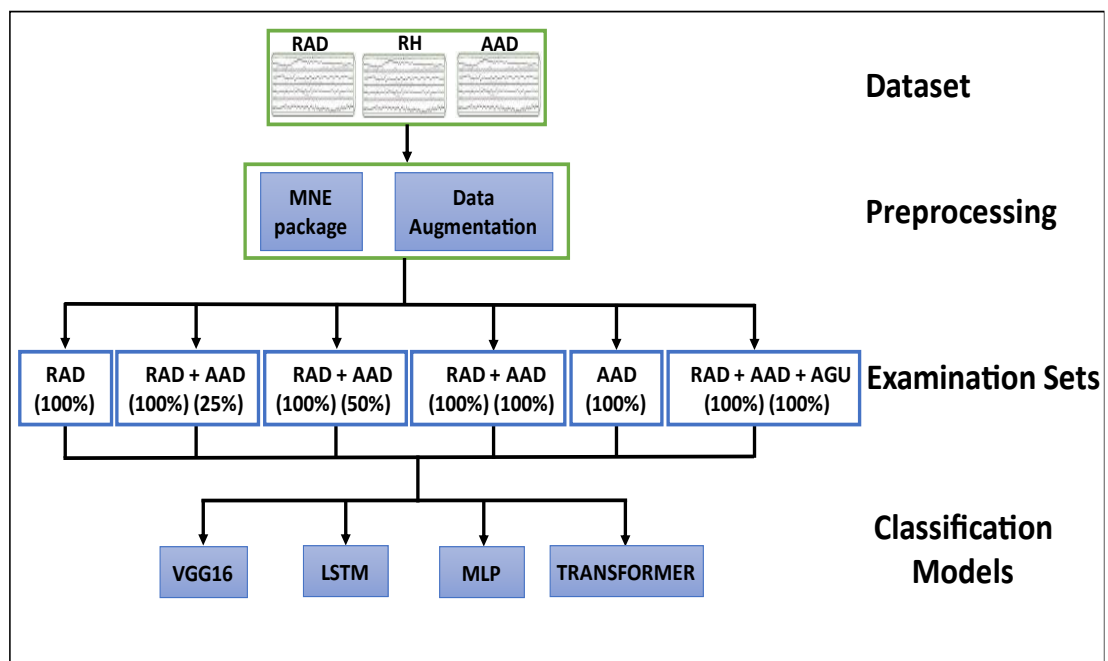 RAD RH AAD
Dataset
MNE package
Data Augmentation
Preprocessing
RAD
(100%)
RAD + AAD
(100%) (25%)
RAD + AAD
(100%) (50%)
RAD + AAD
(100%) (100%)
AAD
(100%)
RAD + AAD + AGU
(100%) (100%)
Examination Sets
VGG16
LSTM
MLP
TRANSFORMER
Classification
Models